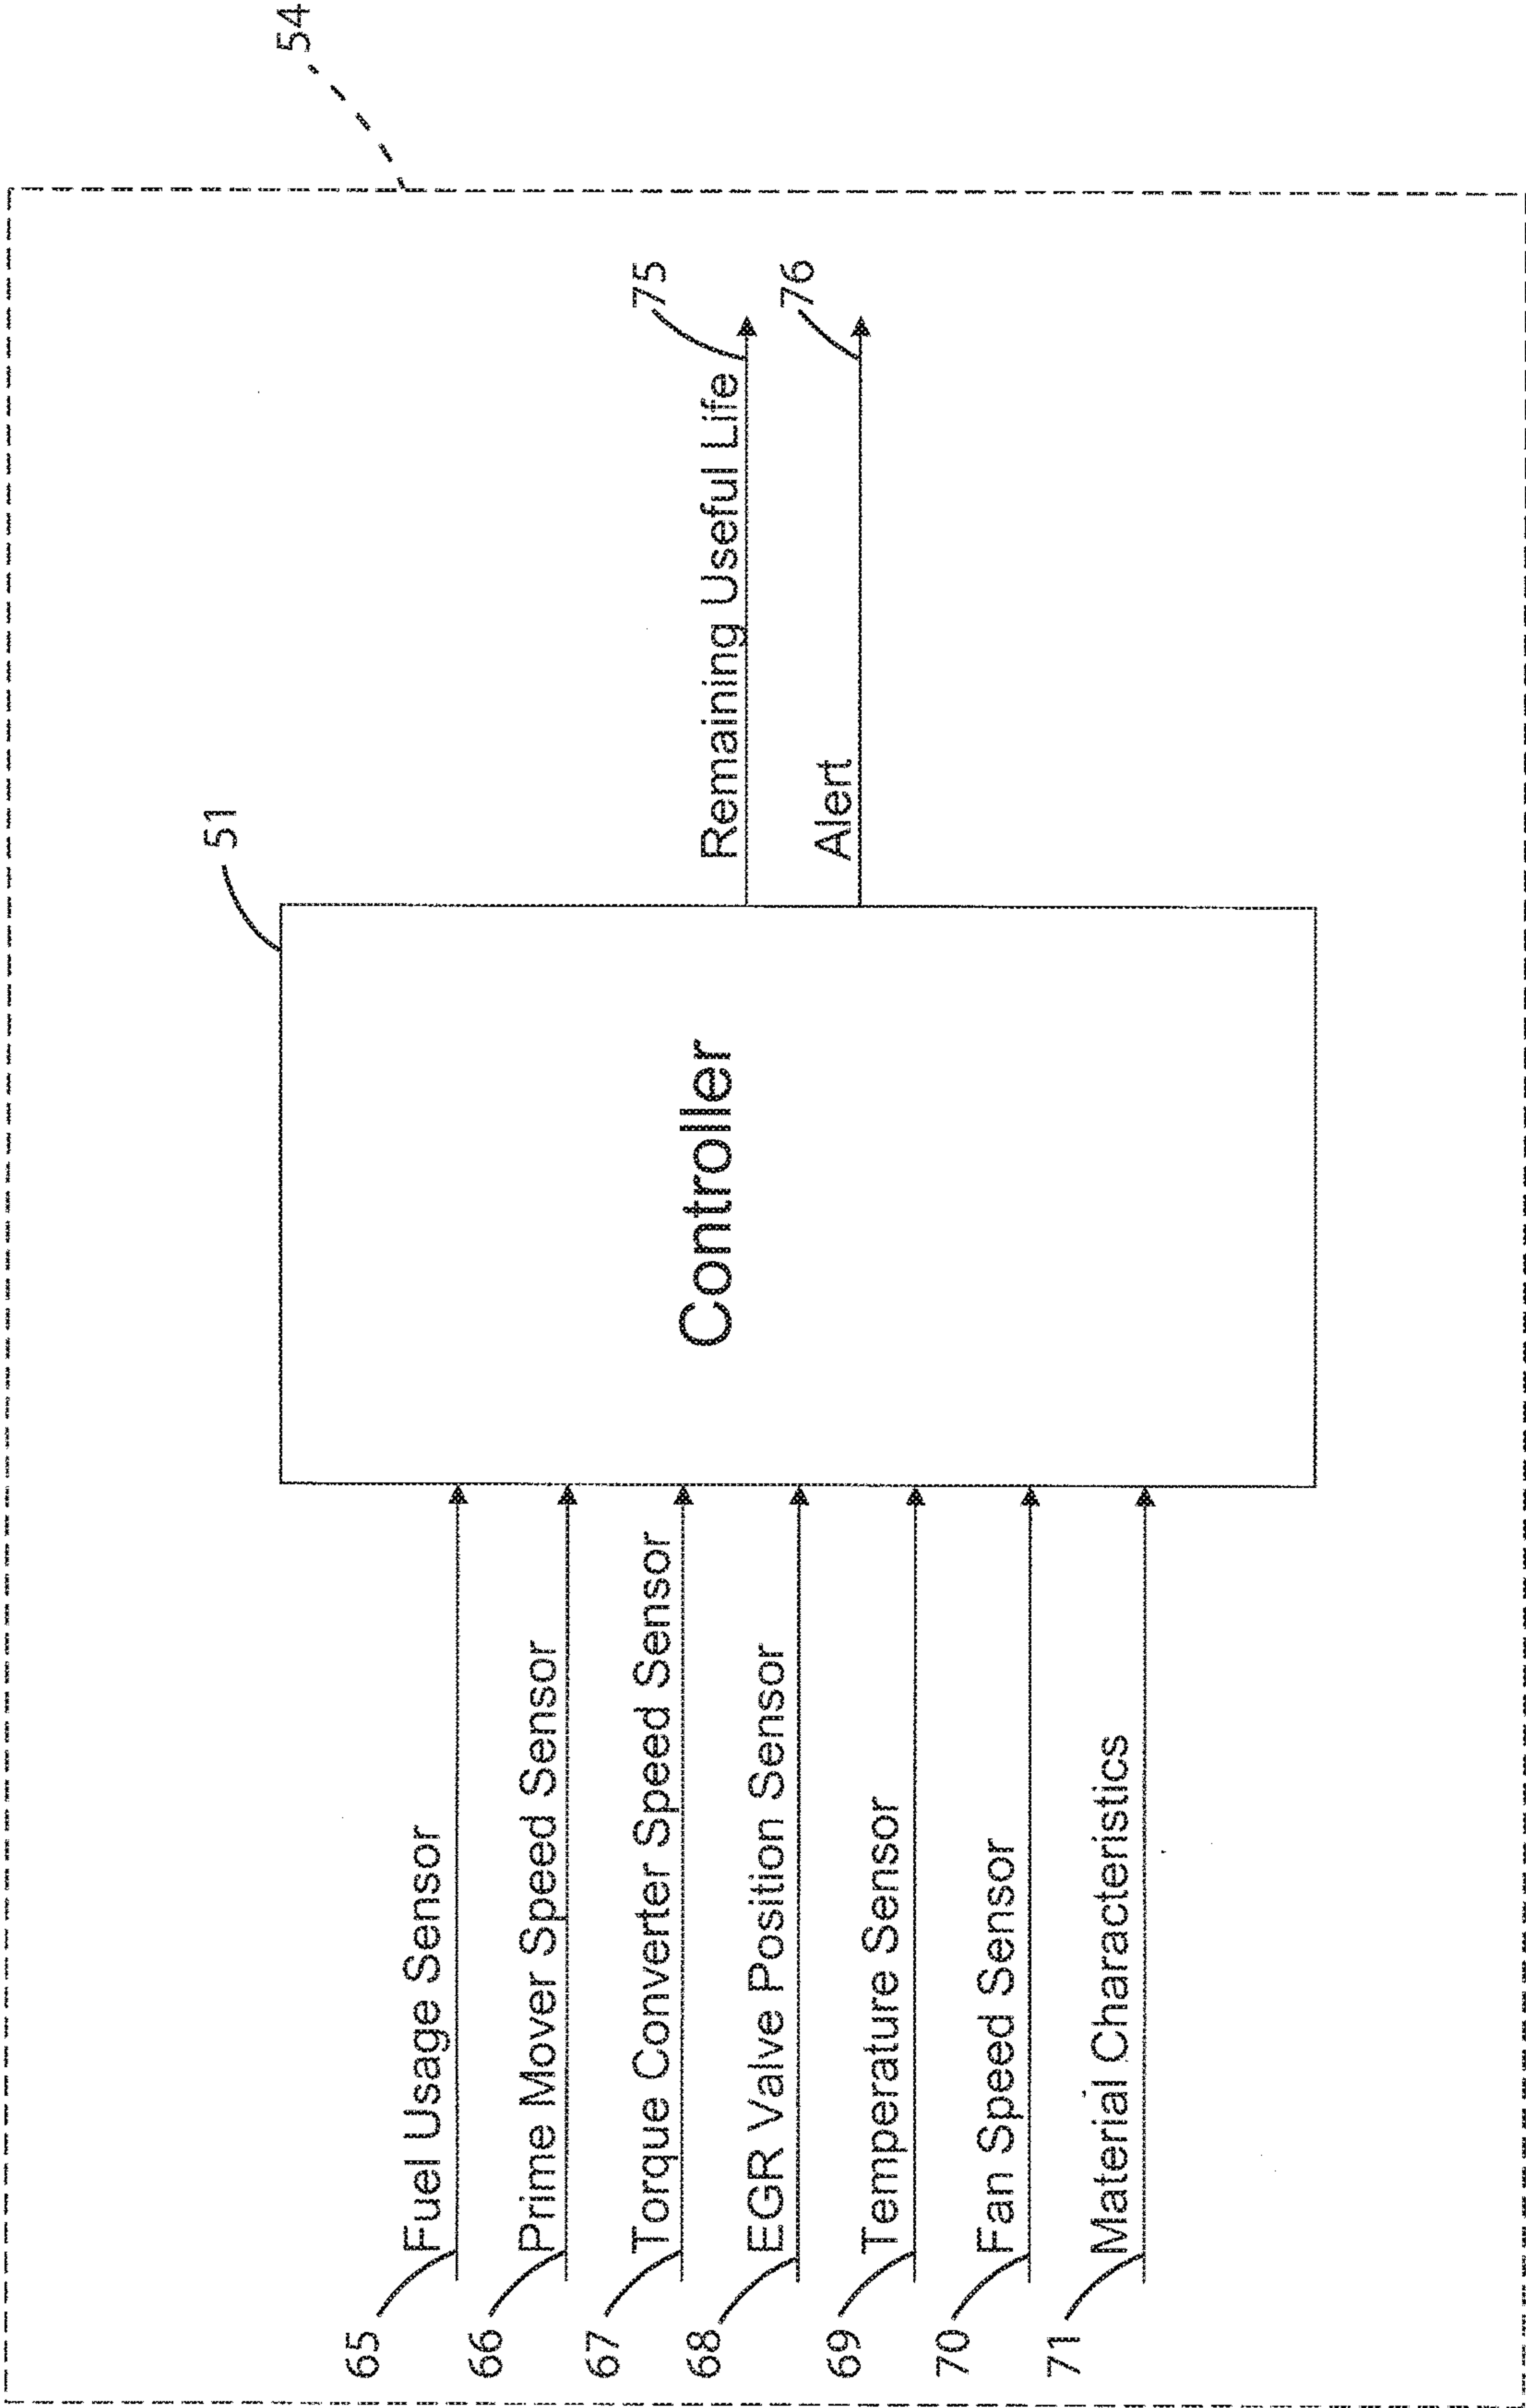 54
51
65
Fuel Usage Sensor
66
Prime Mover Speed Sensor
67
Torque Converter Speed Sensor
68
EGR Valve Position Sensor
69
Temperature Sensor
70
Fan Speed Sensor
71
Material Characteristics
Controller
Remaining Useful Life
75
Alert
76